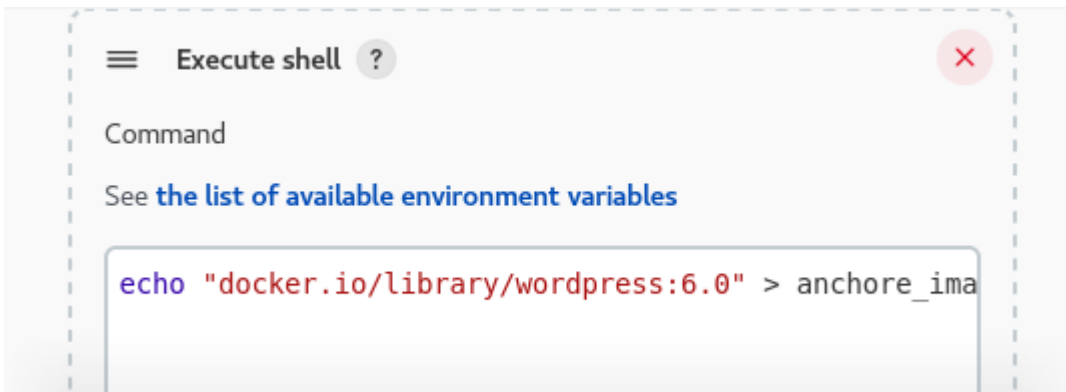 Execute shell ?
Command
See the list of available environment variables
echo "docker.io/library/wordpress:6.0" > anchore_ima